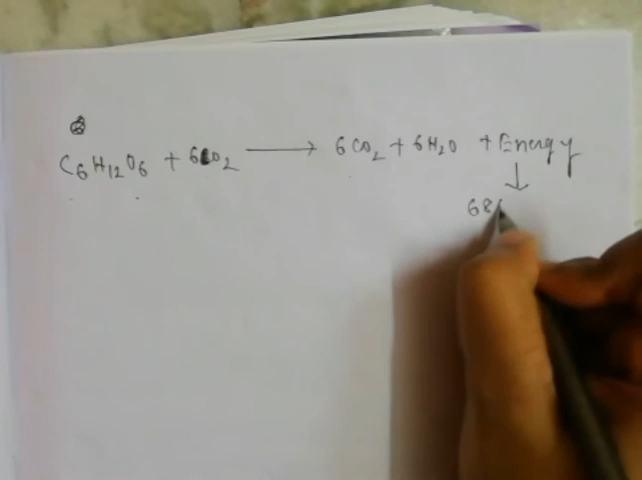 C6H12O6 + 6O2 ⟶ 6CO2 + 6H2O + Energy
↓
68